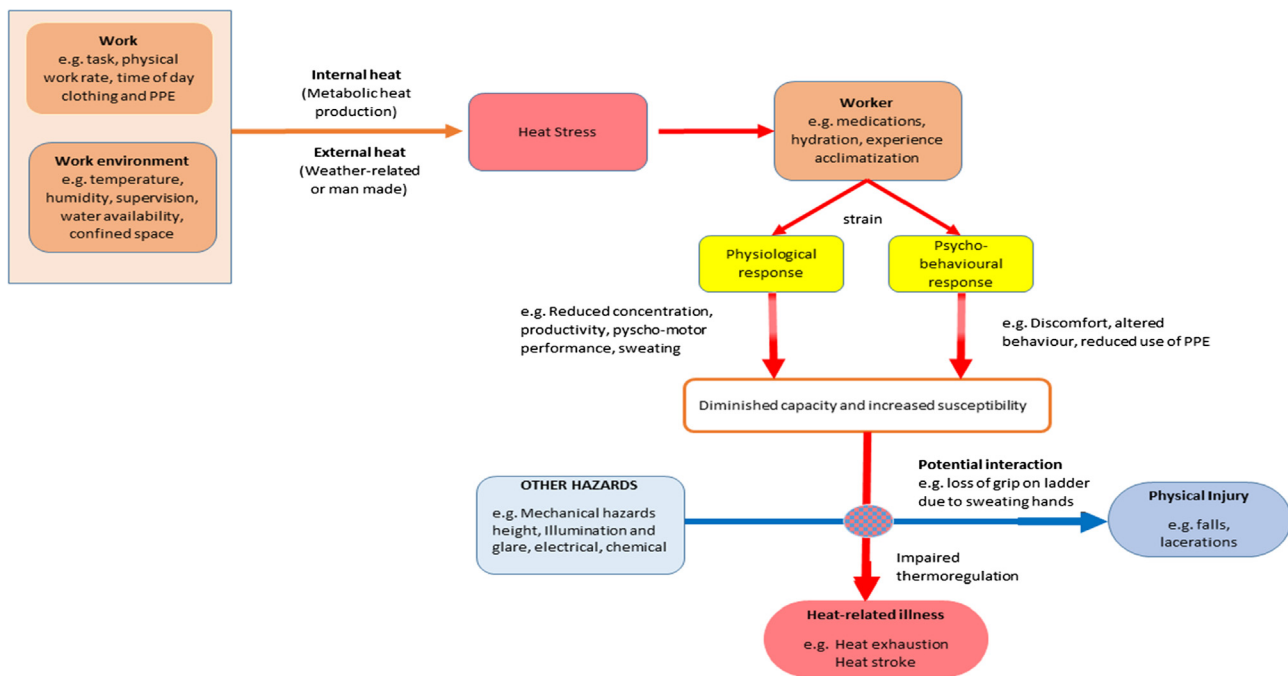 Work
e.g. task, physical
work rate, time of day
clothing and PPE
Work environment
e.g. temperature,
humidity, supervision,
water availability,
confined space
Internal heat
(Metabolic heat
production)
External heat
(Weather-related
or man made)
Heat Stress
Worker
e.g. medications,
hydration, experience
acclimatization
strain
Physiological
response
Psycho-
behavioural
response
e.g. Reduced concentration,
productivity, pyscho-motor
performance, sweating
e.g. Discomfort, altered
behaviour, reduced use of PPE
Diminished capacity and increased susceptibility
OTHER HAZARDS
e.g. Mechanical hazards
height, Illumination and
glare, electrical, chemical
Potential interaction
e.g. loss of grip on ladder
due to sweating hands
Physical Injury
e.g. falls,
lacerations
Impaired
thermoregulation
Heat-related illness
e.g. Heat exhaustion
Heat stroke